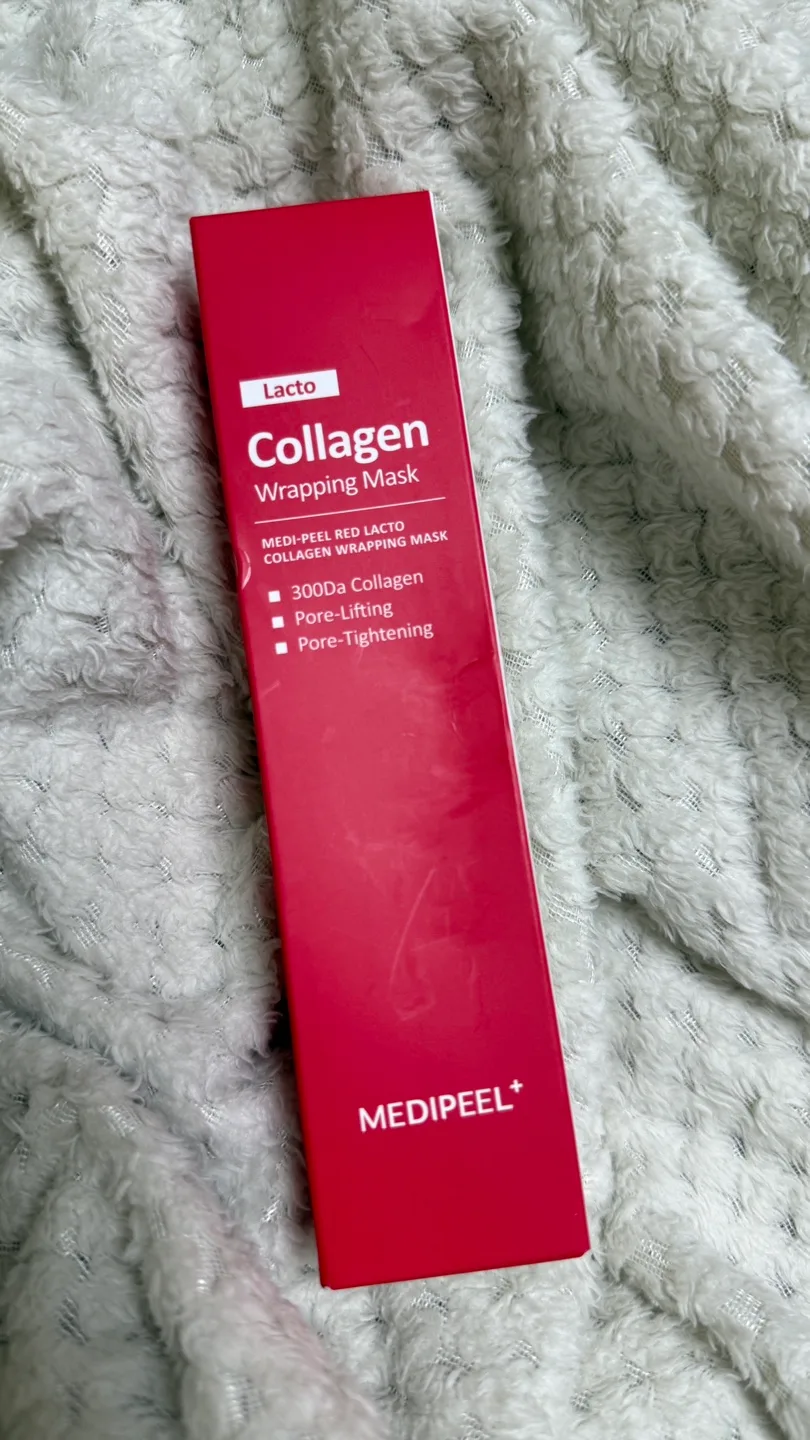 Lacto
Collagen
Wrapping Mask
MEDI-PEEL RED LACTO
COLLAGEN WRAPPING MASK
300Da Collagen
Pore-Lifting
Pore-Tightening
MEDIPEEL+